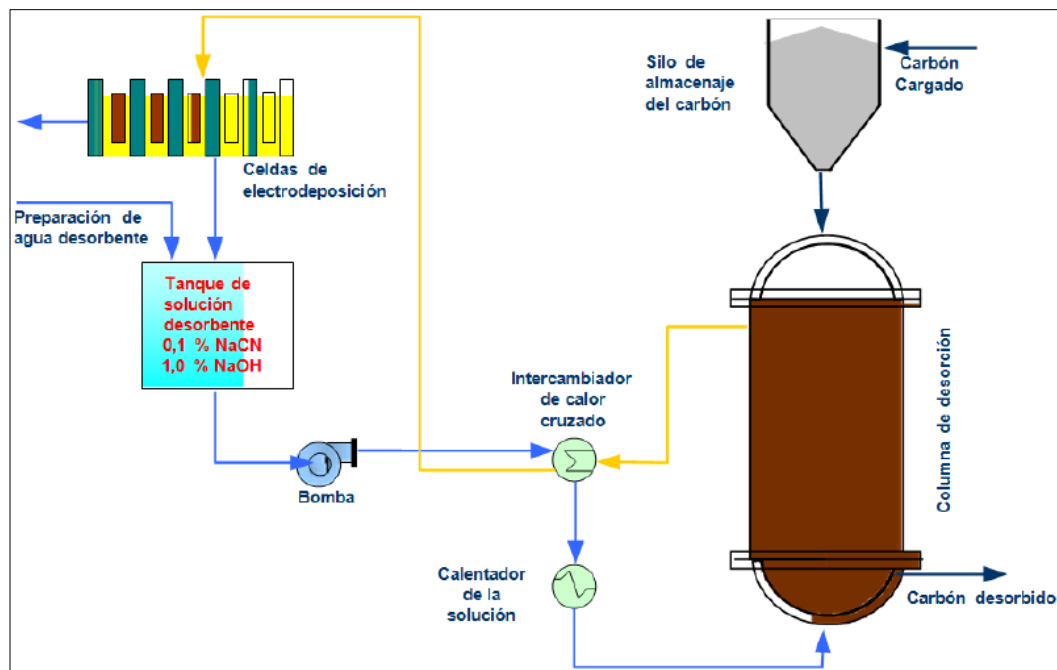 Silo de
almacenaje
del carbón
Carbón
Cargado
Celdas de
electrodeposición
Preparación de
agua desorbente
Tanque de
solución
desorbente
0,1 % NaCN
1,0 % NaOH
Intercambiador
de calor
cruzado
Bomba
Columna de desorción
Calentador
de la
solución
Carbón desorbido